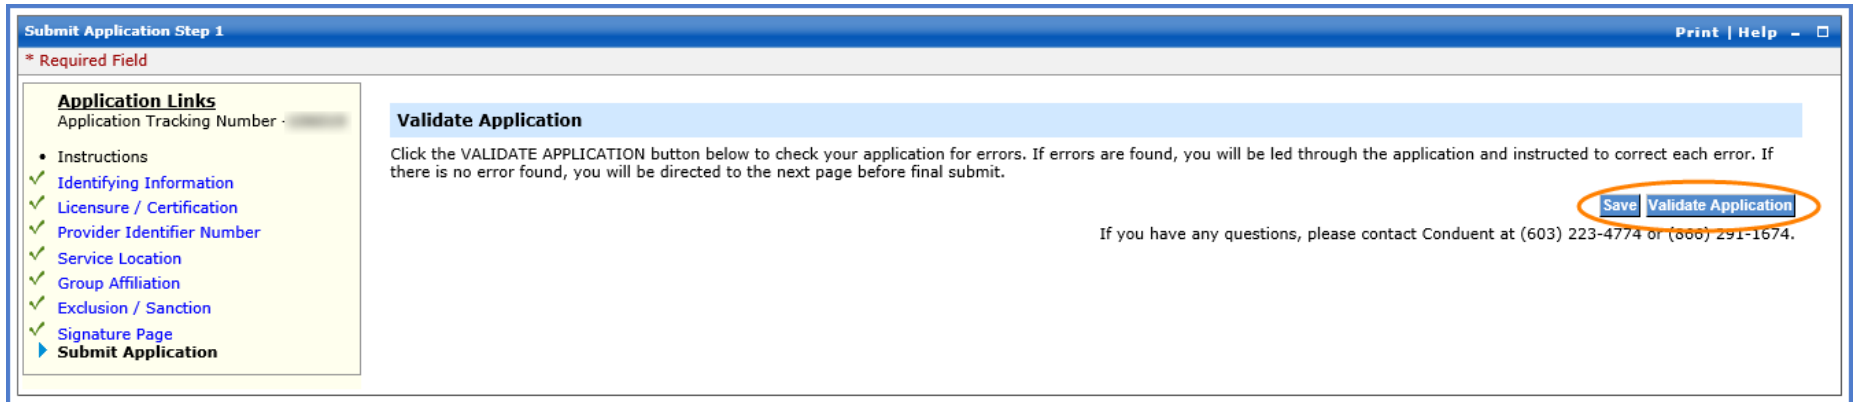 Submit Application Step 1
Print | Help
* Required Field
Application Links
Application Tracking Number -
• Instructions
Identifying Information
Licensure / Certification
Provider Identifier Number
Service Location
Group Affiliation
Exclusion / Sanction
Signature Page
Submit Application
Validate Application
Click the VALIDATE APPLICATION button below to check your application for errors. If errors are found, you will be led through the application and instructed to correct each error. If
there is no error found, you will be directed to the next page before final submit.
Save Validate Application
If you have any questions, please contact Conduent at (603) 223-4774 or (866) 291-1674.